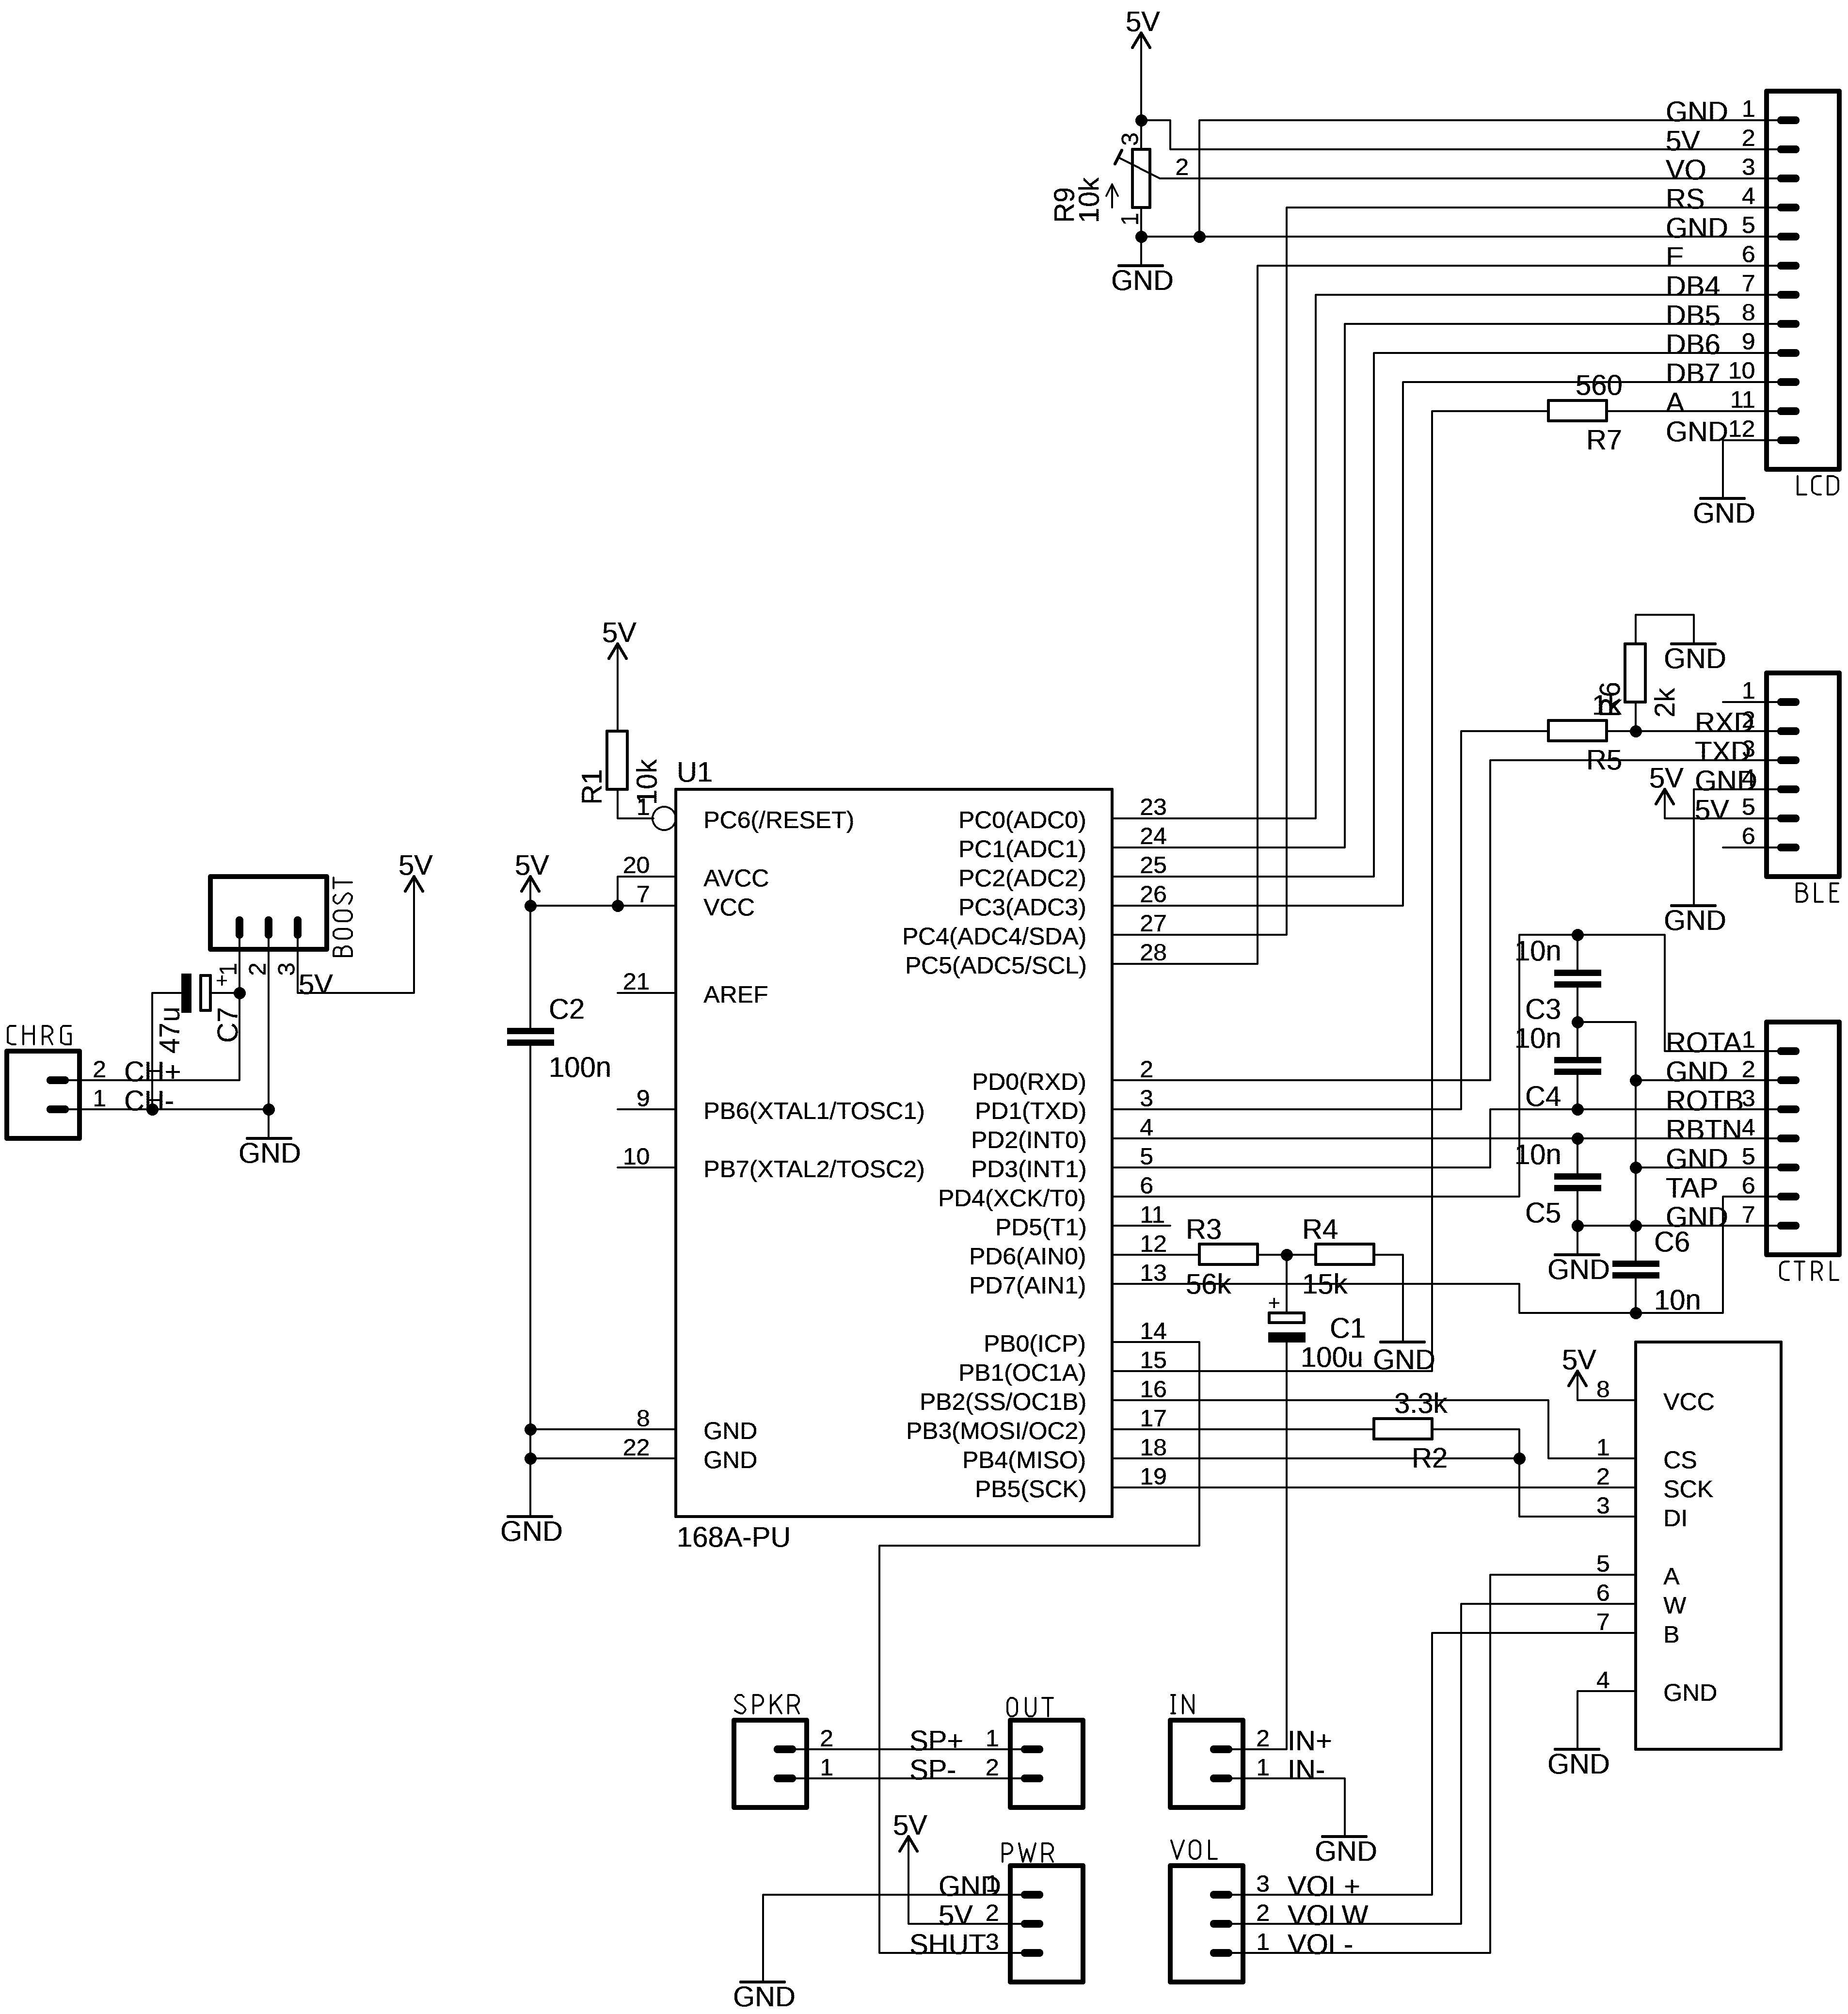 5V
3
2
R9
10k
1
GND
GND 1
5V 2
VO 3
RS 4
GND 5
E 6
DB4 7
DB5 8
DB6 9
DB7 10
A 11
GND 12
LCD
560
R7
GND
GND
R6
2k
1k
R5
1
RXD 2
TXD 3
GND 4
5V 5
6
5V
BLE
GND
5V
R1
10k
U1
1 PC6(/RESET)
20 AVCC
7 VCC
21 AREF
9 PB6(XTAL1/TOSC1)
10 PB7(XTAL2/TOSC2)
8 GND
22 GND
PC0(ADC0) 23
PC1(ADC1) 24
PC2(ADC2) 25
PC3(ADC3) 26
PC4(ADC4/SDA) 27
PC5(ADC5/SCL) 28
PD0(RXD) 2
PD1(TXD) 3
PD2(INT0) 4
PD3(INT1) 5
PD4(XCK/T0) 6
PD5(T1) 11
PD6(AIN0) 12
PD7(AIN1) 13
PB0(ICP) 14
PB1(OC1A) 15
PB2(SS/OC1B) 16
PB3(MOSI/OC2) 17
PB4(MISO) 18
PB5(SCK) 19
168A-PU
5V
C2
100n
GND
5V
BOOST
1 2 3
5V
+
47u
C7
CHRG
2 CH+
1 CH-
GND
10n
C3
10n
C4
10n
C5
GND
C6
10n
ROTA 1
GND 2
ROTB 3
RBTN 4
GND 5
TAP 6
GND 7
CTRL
R3
56k
R4
15k
+
C1
100u
GND
3.3k
R2
5V
8 VCC
1 CS
2 SCK
3 DI
5 A
6 W
7 B
4 GND
GND
SPKR
2 SP+ 1
1 SP- 2
OUT
IN
2 IN+
1 IN-
GND
5V
PWR
GND 1
5V 2
SHUT 3
GND
VOL
3 VOL+
2 VOLW
1 VOL-